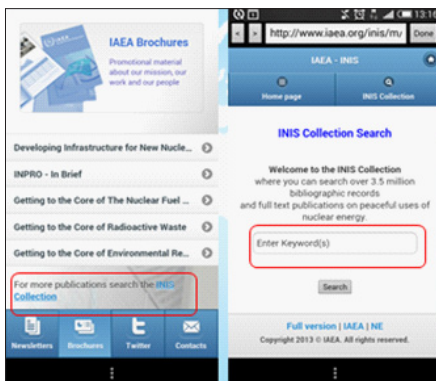 IAEA Brochures
Promotional material
about our mission, our
work and our people
Developing Infrastructure for New Nucle...
INPRO - In Brief
Getting to the Core of The Nuclear Fuel ...
Getting to the Core of Radioactive Waste
Getting to the Core of Environmental Re...
For more publications search the INIS
Collection
Newsletters
Brochures
Twitter
Contacts
13:16
http://www.iaea.org/inis/m/
Done
IAEA - INIS
Home page
INIS Collection
INIS Collection Search
Welcome to the INIS Collection
where you can search over 3.5 million
bibliographic records
and full text publications on peaceful uses of
nuclear energy.
Enter Keyword(s)
Search
Full version | IAEA | NE
Copyright 2013 © IAEA. All rights reserved.